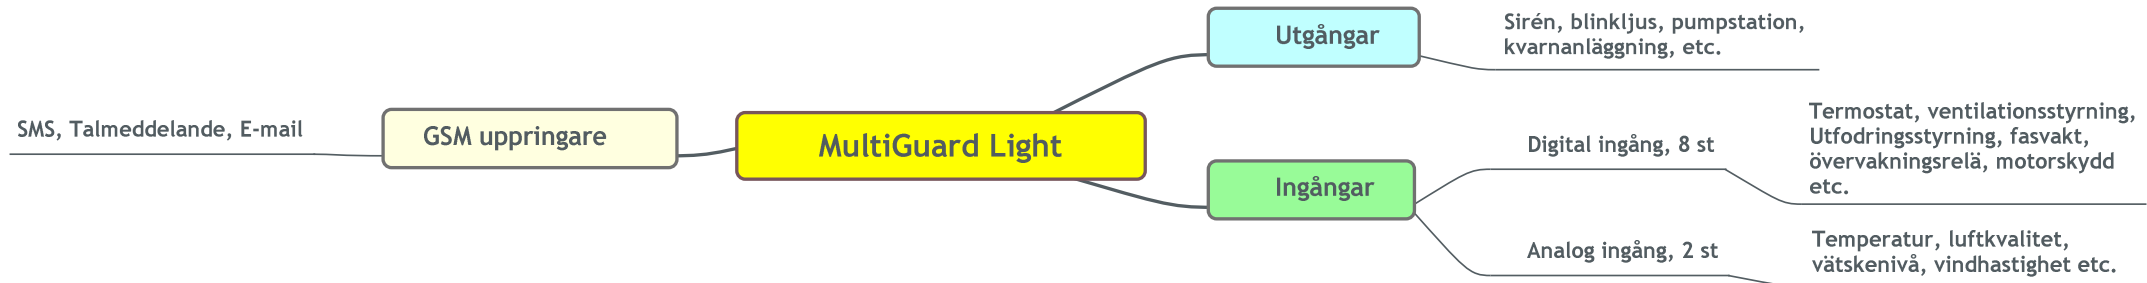 SMS, Talmeddelande, E-mail
GSM uppringare
MultiGuard Light
Utgångar
Sirén, blinkljus, pumpstation,
kvarnanläggning, etc.
Ingångar
Digital ingång, 8 st
Termostat, ventilationsstyrning,
Utfodringsstyrning, fasvakt,
övervakningsrelä, motorskydd
etc.
Analog ingång, 2 st
Temperatur, luftkvalitet,
vätskenivå, vindhastighet etc.